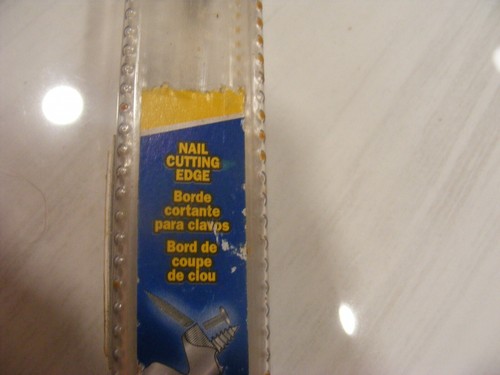 NAIL
CUTTING
EDGE
Borde
cortante
para clavos
Bord de
coupe
de clou